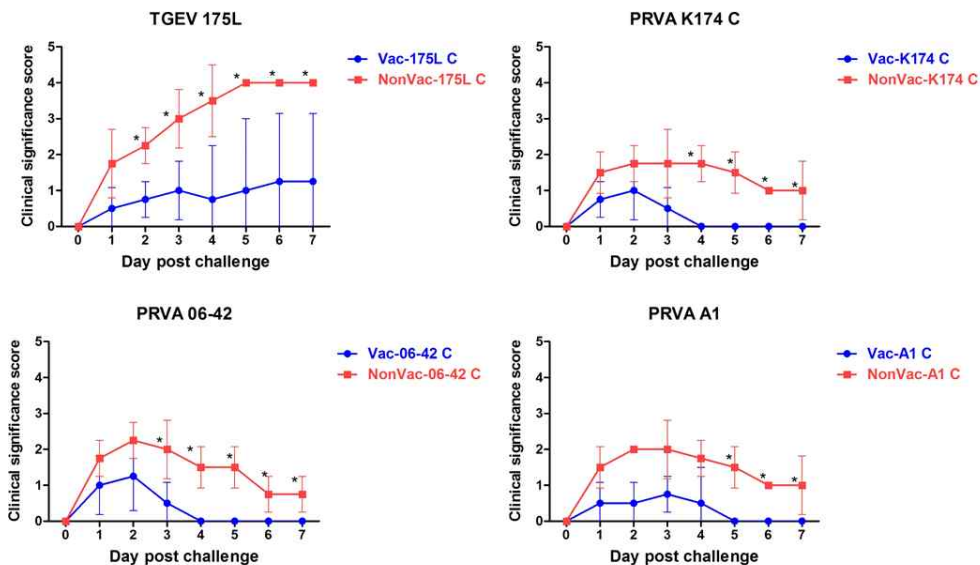 TGEV 175L
Vac-175L C
NonVac-175L C
Clinical significance score
5
4
3
2
1
0
* * * * * *
0 1 2 3 4 5 6 7
Day post challenge
PRVA K174 C
Vac-K174 C
NonVac-K174 C
Clinical significance score
5
4
3
2
1
0
* * * *
0 1 2 3 4 5 6 7
Day post challenge
PRVA 06-42
Vac-06-42 C
NonVac-06-42 C
Clinical significance score
5
4
3
2
1
0
* * * * *
0 1 2 3 4 5 6 7
Day post challenge
PRVA A1
Vac-A1 C
NonVac-A1 C
Clinical significance score
5
4
3
2
1
0
* * *
0 1 2 3 4 5 6 7
Day post challenge